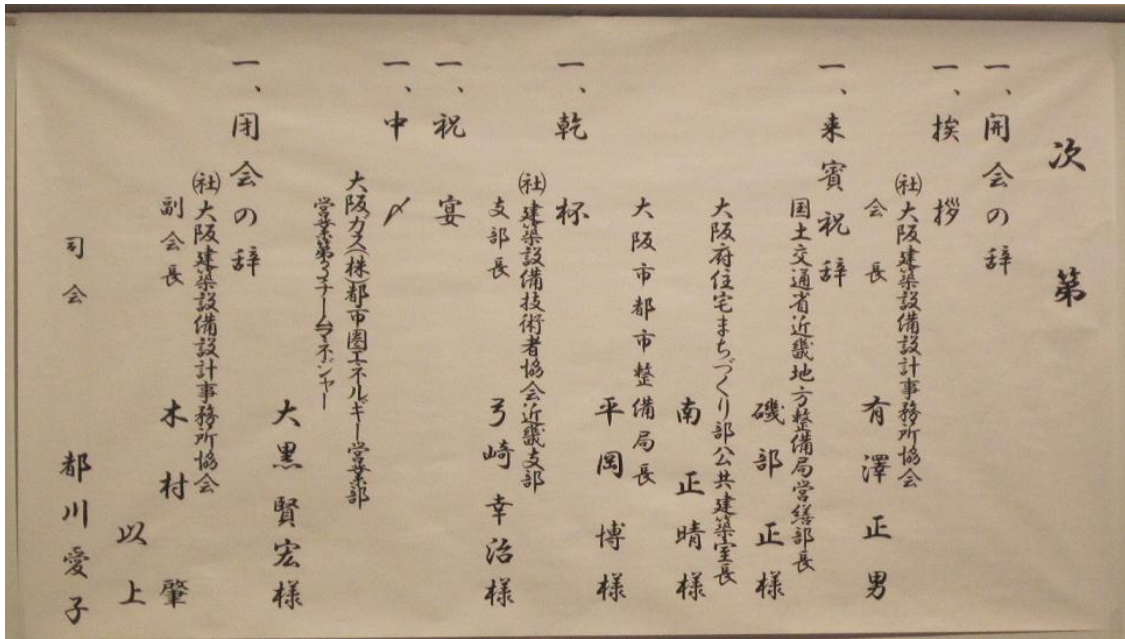 次第
一、開会の辞
一、挨拶
㈳大阪建築設備設計事務所協会
会長 有澤正男
一、来賓祝辞
国土交通省近畿地方整備局営繕部長
磯部正様
大阪府住宅まちづくり部公共建築室長
南正晴様
大阪市都市整備局長
平岡博様
一、乾杯
㈳建築設備技術者協会近畿支部
支部長 弓崎幸治様
一、祝宴
一、中〆
大阪ガス(株)都市圏エネルギー営業部
営業第3チームマネジャー
大黒賢宏様
一、閉会の辞
㈳大阪建築設備設計事務所協会
副会長 木村肇
以上
司会 都川愛子